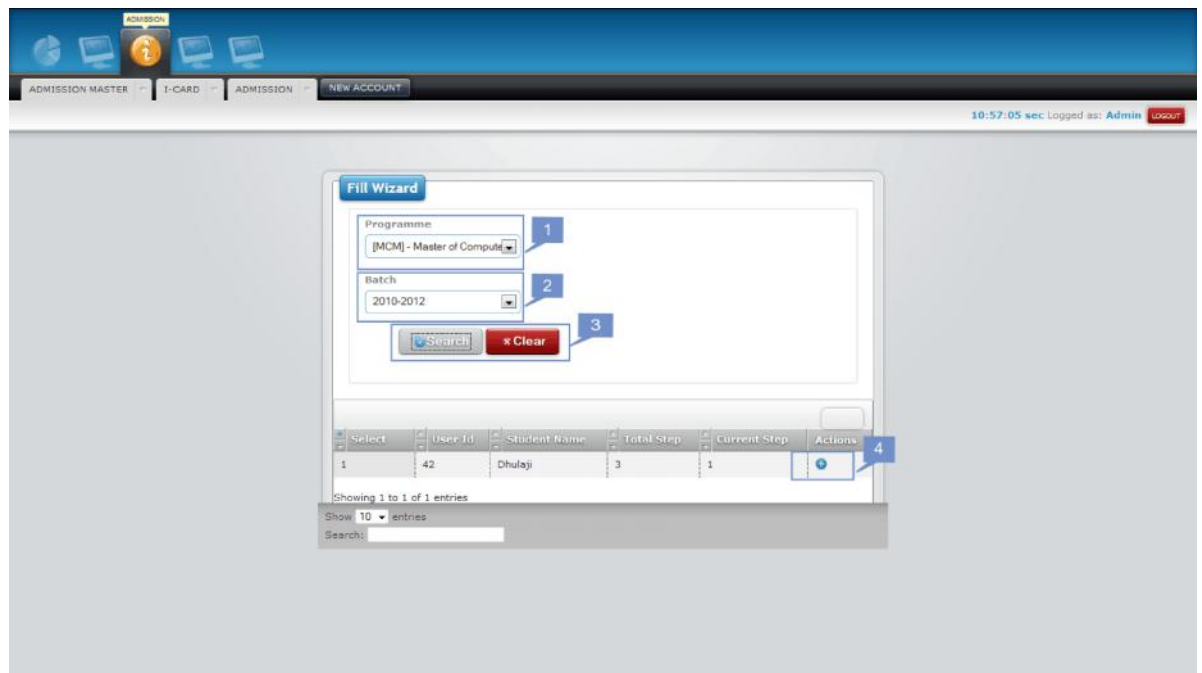 ADMISSION
ADMISSION MASTER I-CARD ADMISSION NEW ACCOUNT
10:57:05 sec Logged as: Admin LOGOUT
Fill Wizard
Programme
1
[MCM] - Master of Compute
Batch
2
2010-2012
3
Search × Clear
Select User Id Student Name Total Step Current Step Actions
4
1 42 Dhulaji 3 1
Showing 1 to 1 of 1 entries
Show 10 entries
Search: